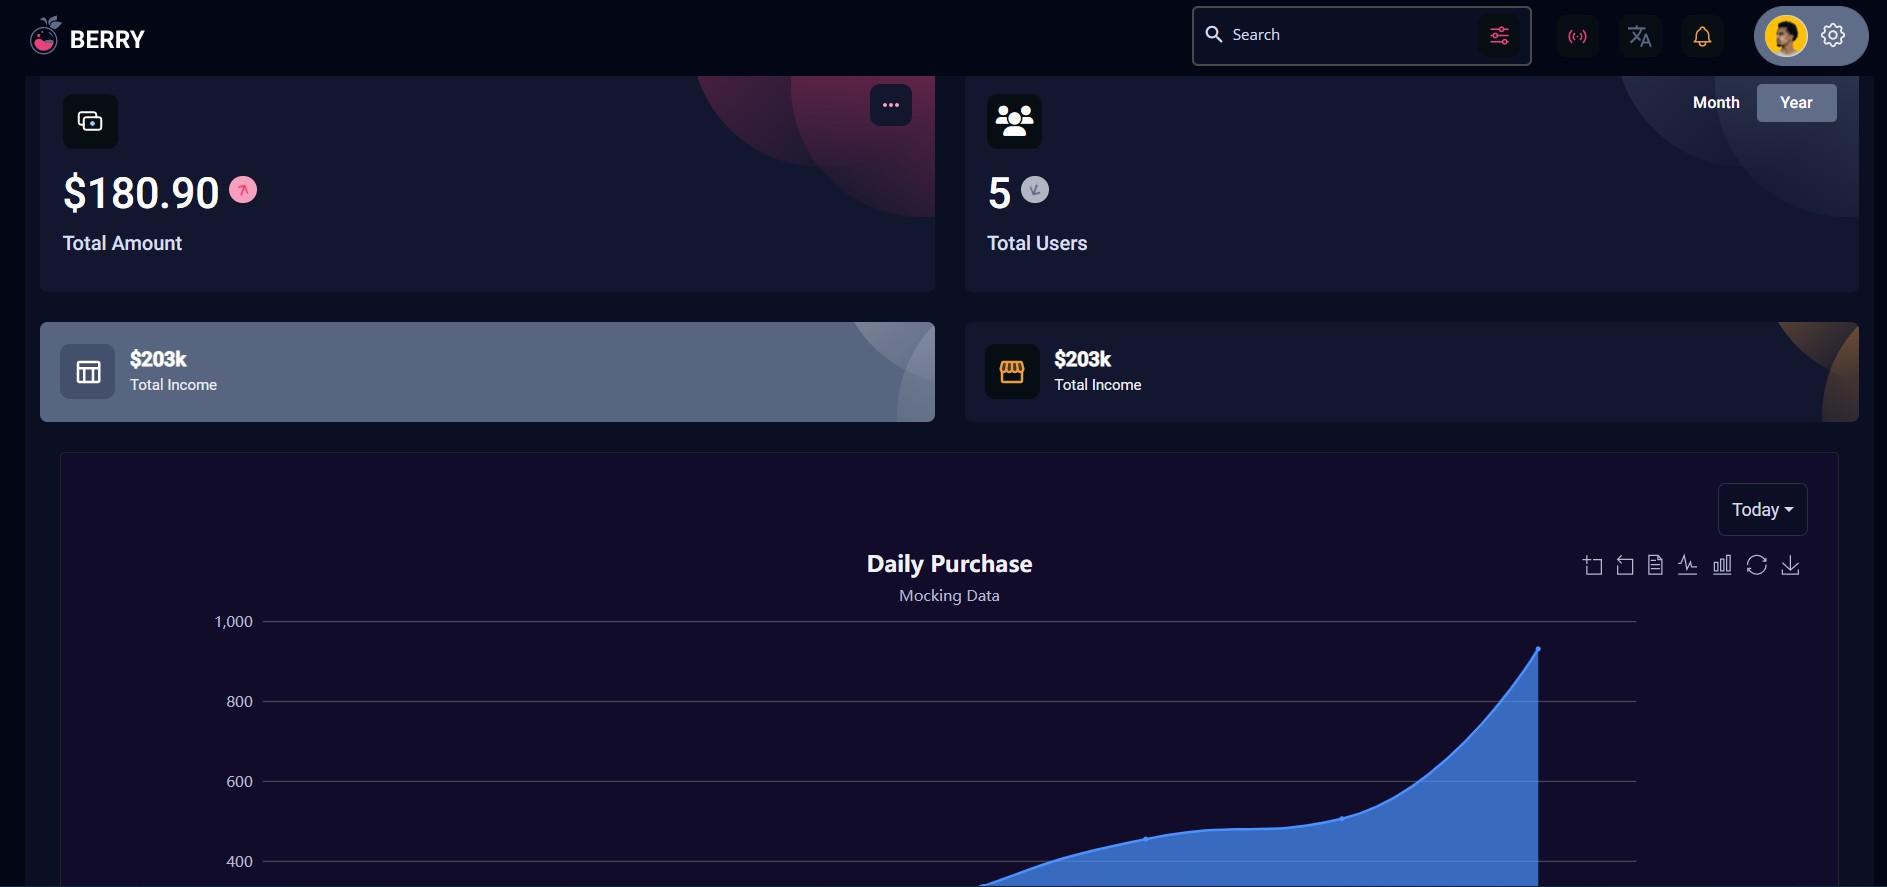 BERRY
Search
$180.90
Total Amount
Month Year
5
Total Users
$203k
Total Income
$203k
Total Income
Today
Daily Purchase
Mocking Data
1,000
800
600
400